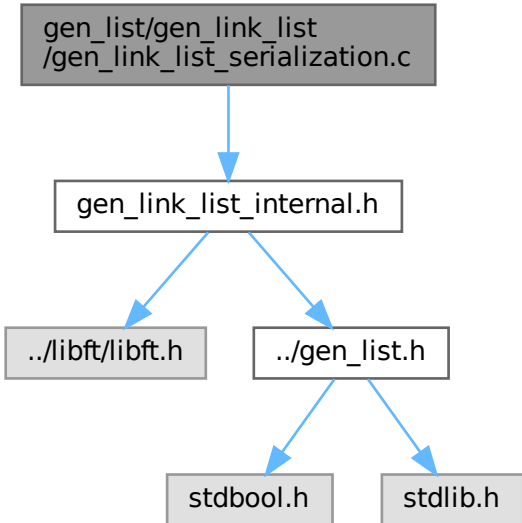 gen_list/gen_link_list
/gen_link_list_serialization.c
gen_link_list_internal.h
../libft/libft.h
../gen_list.h
stdbool.h
stdlib.h